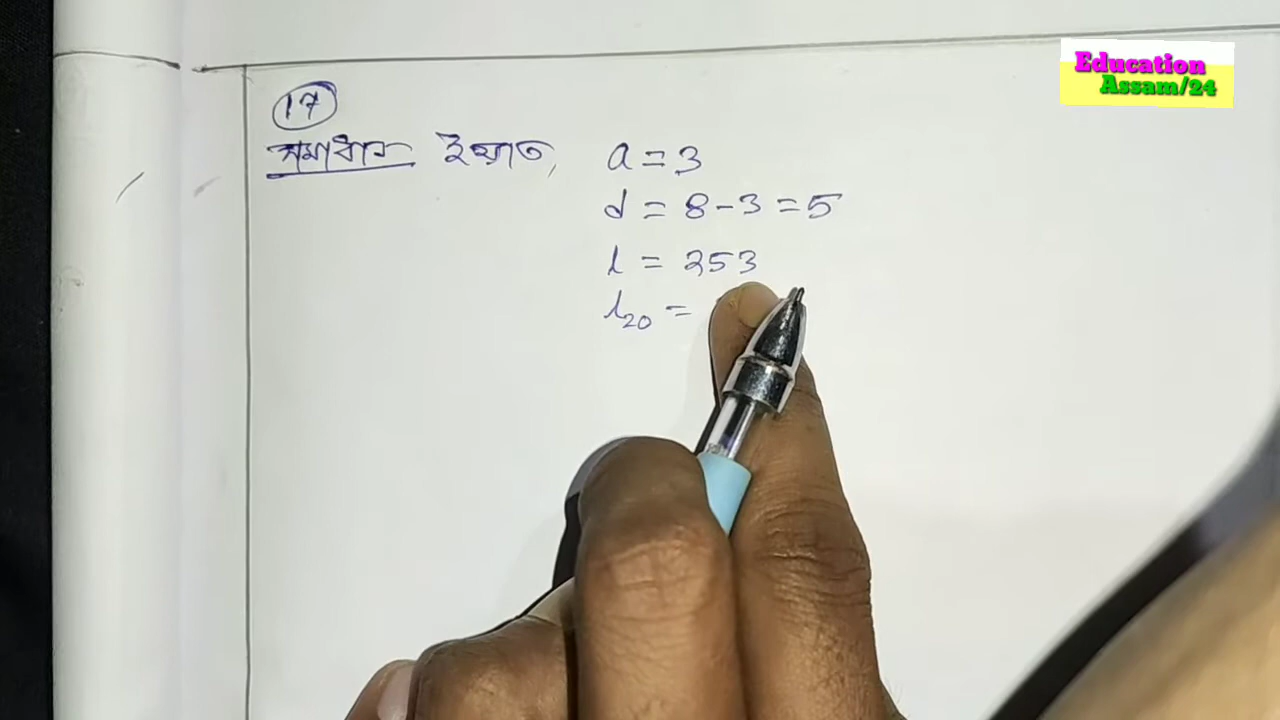 Education
Assam/24
17
সমাধান ইয়াত, a = 3
d = 8 - 3 = 5
l = 253
l₂₀ =